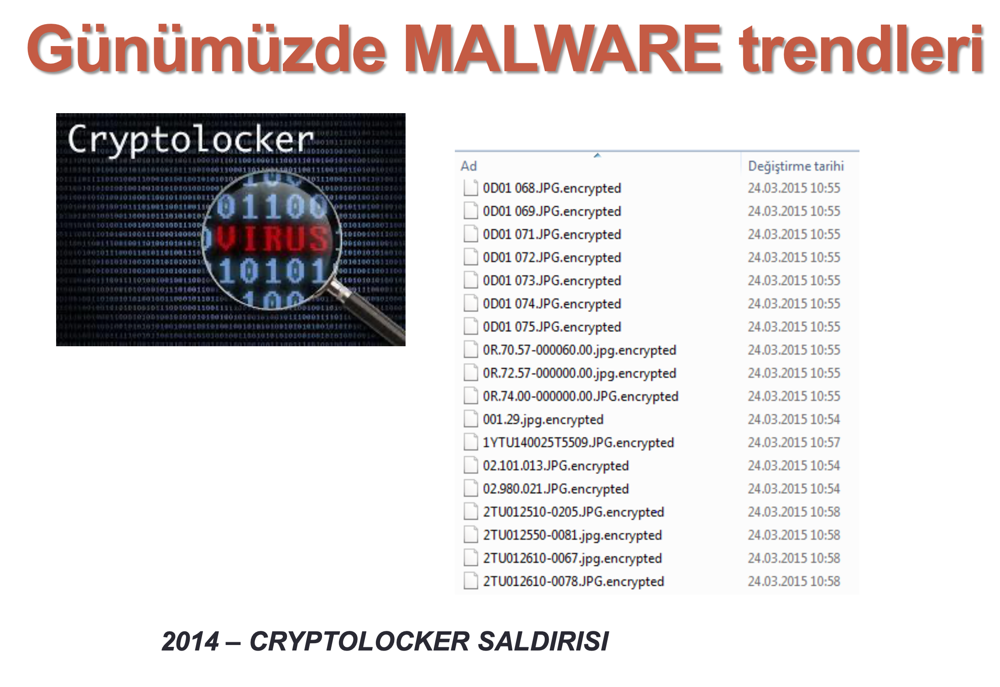 Günümüzde MALWARE trendleri
Cryptolocker
100
01100
VIRUS
10101
100
Ad Değiştirme tarihi
0D01 068.JPG.encrypted 24.03.2015 10:55
0D01 069.JPG.encrypted 24.03.2015 10:55
0D01 071.JPG.encrypted 24.03.2015 10:55
0D01 072.JPG.encrypted 24.03.2015 10:55
0D01 073.JPG.encrypted 24.03.2015 10:55
0D01 074.JPG.encrypted 24.03.2015 10:55
0D01 075.JPG.encrypted 24.03.2015 10:55
0R.70.57-000060.00.jpg.encrypted 24.03.2015 10:55
0R.72.57-000000.00.jpg.encrypted 24.03.2015 10:55
0R.74.00-000000.00.JPG.encrypted 24.03.2015 10:55
001.29.jpg.encrypted 24.03.2015 10:54
1YTU140025T5509.JPG.encrypted 24.03.2015 10:57
02.101.013.JPG.encrypted 24.03.2015 10:54
02.980.021.JPG.encrypted 24.03.2015 10:54
2TU012510-0205.JPG.encrypted 24.03.2015 10:58
2TU012550-0081.jpg.encrypted 24.03.2015 10:58
2TU012610-0067.jpg.encrypted 24.03.2015 10:58
2TU012610-0078.JPG.encrypted 24.03.2015 10:58
2014 – CRYPTOLOCKER SALDIRISI